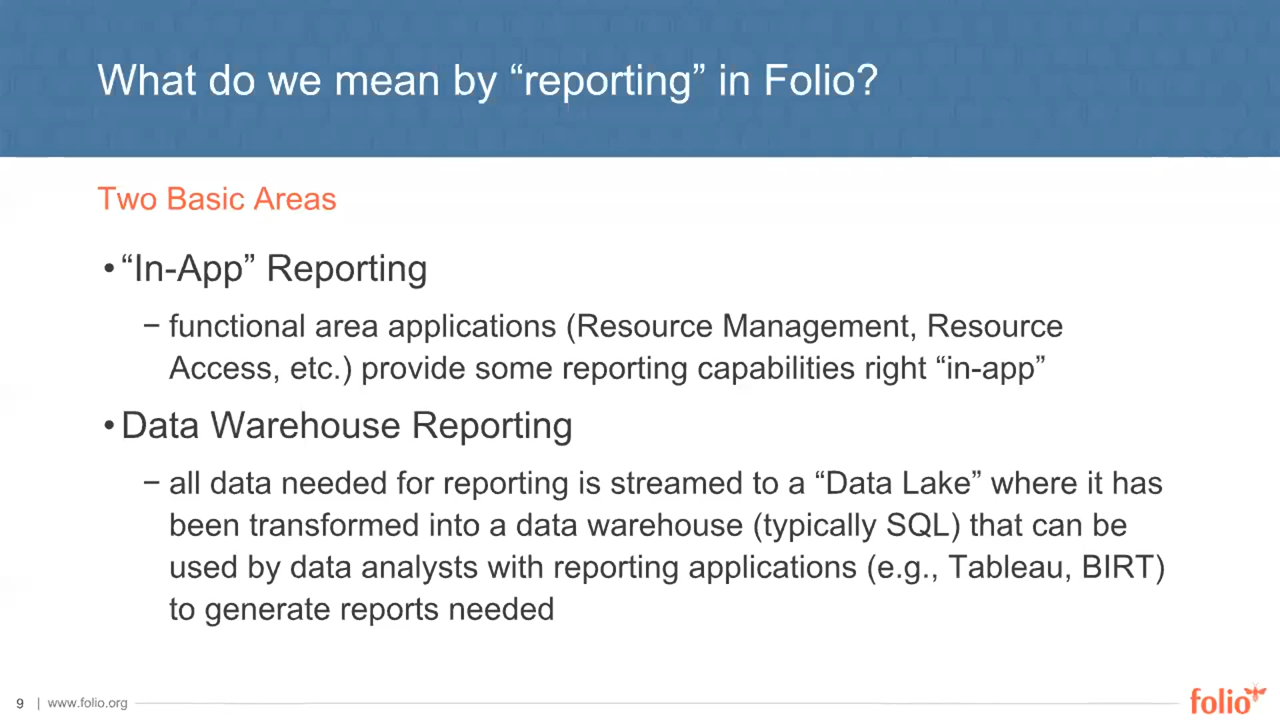 What do we mean by “reporting” in Folio?
Two Basic Areas
• “In-App” Reporting
− functional area applications (Resource Management, Resource
Access, etc.) provide some reporting capabilities right “in-app”
• Data Warehouse Reporting
− all data needed for reporting is streamed to a “Data Lake” where it has
been transformed into a data warehouse (typically SQL) that can be
used by data analysts with reporting applications (e.g., Tableau, BIRT)
to generate reports needed
9 | www.folio.org
folio